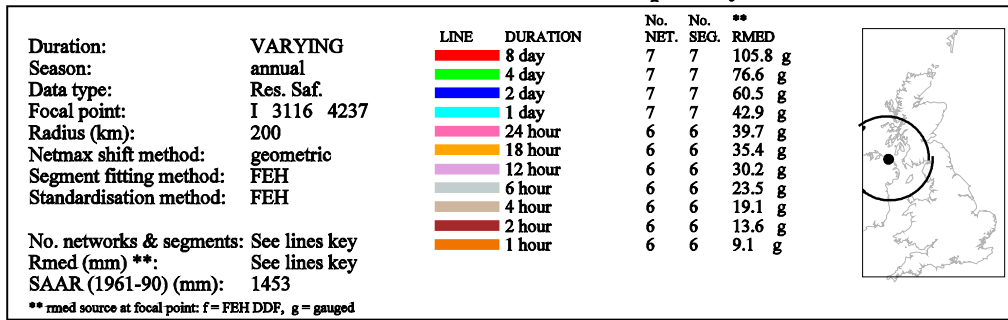 Duration: VARYING
Season: annual
Data type: Res. Saf.
Focal point: I 3116 4237
Radius (km): 200
Netmax shift method: geometric
Segment fitting method: FEH
Standardisation method: FEH
No. networks & segments: See lines key
Rmed (mm) **: See lines key
SAAR (1961-90) (mm): 1453
** rmed source at focal point: f = FEH DDF, g = gauged
No. No. **
LINE DURATION NET. SEG. RMED
8 day 7 7 105.8 g
4 day 7 7 76.6 g
2 day 7 7 60.5 g
1 day 7 7 42.9 g
24 hour 6 6 39.7 g
18 hour 6 6 35.4 g
12 hour 6 6 30.2 g
6 hour 6 6 23.5 g
4 hour 6 6 19.1 g
2 hour 6 6 13.6 g
1 hour 6 6 9.1 g